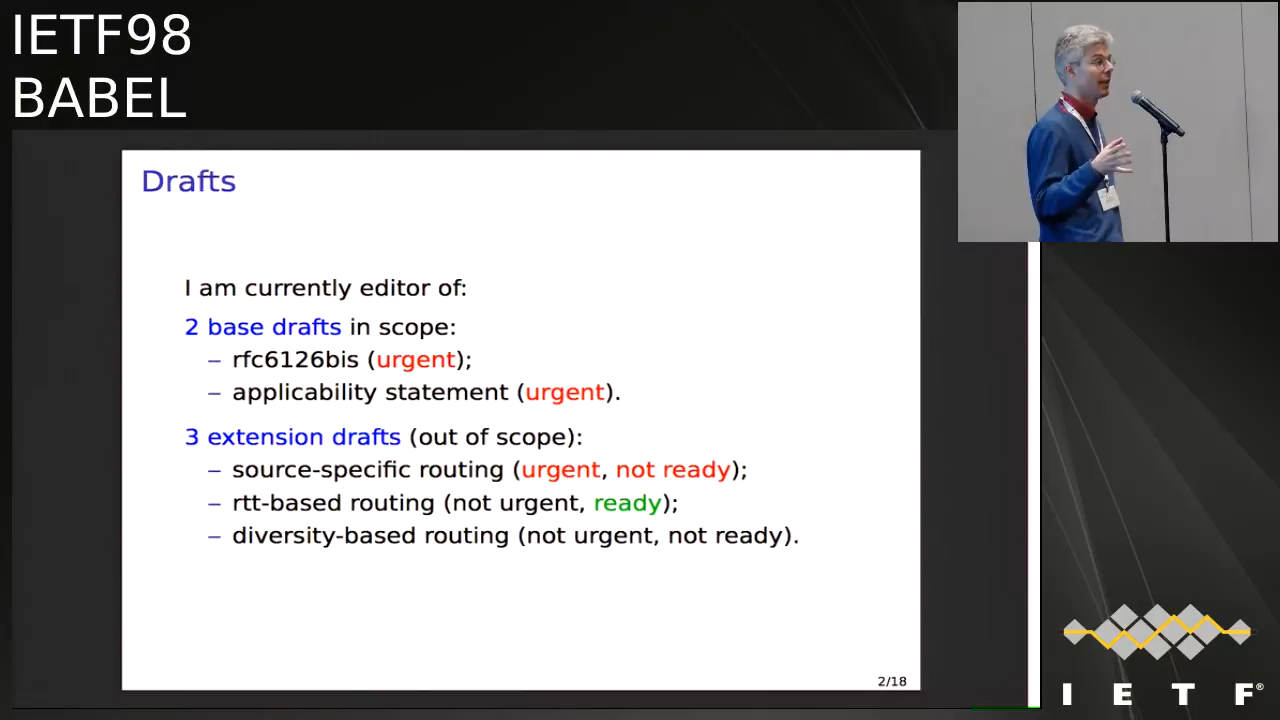 IETF98
BABEL
Drafts
I am currently editor of:
2 base drafts in scope:
– rfc6126bis (urgent);
– applicability statement (urgent).
3 extension drafts (out of scope):
– source-specific routing (urgent, not ready);
– rtt-based routing (not urgent, ready);
– diversity-based routing (not urgent, not ready).
2/18
I E T F®